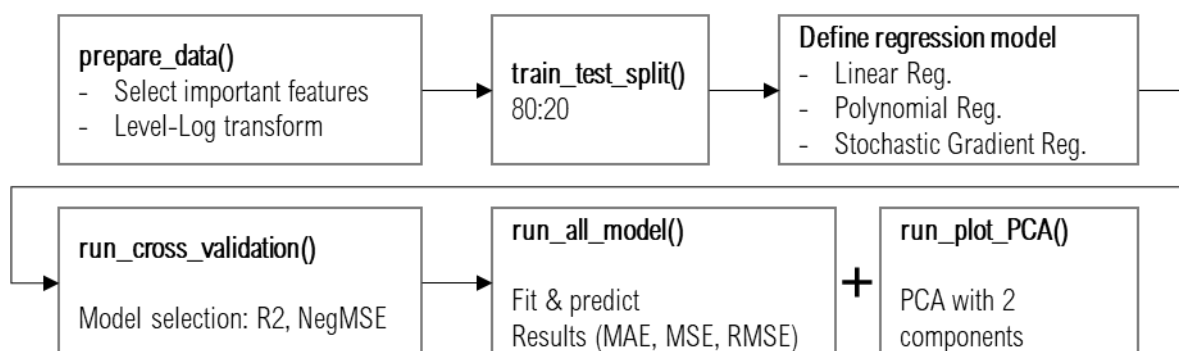 prepare_data()
- Select important features
- Level-Log transform
train_test_split()
80:20
Define regression model
- Linear Reg.
- Polynomial Reg.
- Stochastic Gradient Reg.
run_cross_validation()
Model selection: R2, NegMSE
run_all_model()
Fit & predict
Results (MAE, MSE, RMSE)
+
run_plot_PCA()
PCA with 2
components